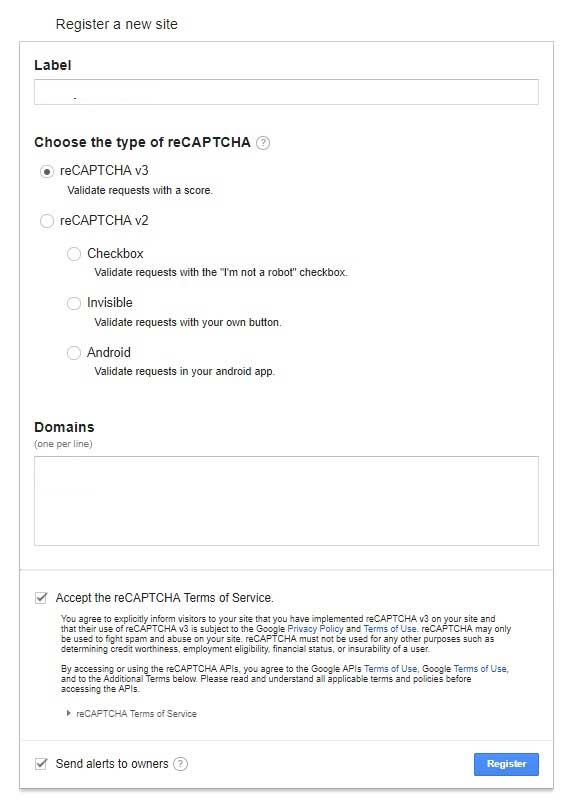 Register a new site
Label
.
Choose the type of reCAPTCHA ?
reCAPTCHA v3
Validate requests with a score.
reCAPTCHA v2
Checkbox
Validate requests with the "I'm not a robot" checkbox.
Invisible
Validate requests with your own button.
Android
Validate requests in your android app.
Domains
(one per line)
Accept the reCAPTCHA Terms of Service.
You agree to explicitly inform visitors to your site that you have implemented reCAPTCHA v3 on your site and
that their use of reCAPTCHA v3 is subject to the Google Privacy Policy and Terms of Use. reCAPTCHA may only
be used to fight spam and abuse on your site. reCAPTCHA must not be used for any other purposes such as
determining credit worthiness, employment eligibility, financial status, or insurability of a user.
By accessing or using the reCAPTCHA APIs, you agree to the Google APIs Terms of Use, Google Terms of Use,
and to the Additional Terms below. Please read and understand all applicable terms and policies before
accessing the APIs.
reCAPTCHA Terms of Service
Send alerts to owners ?
Register